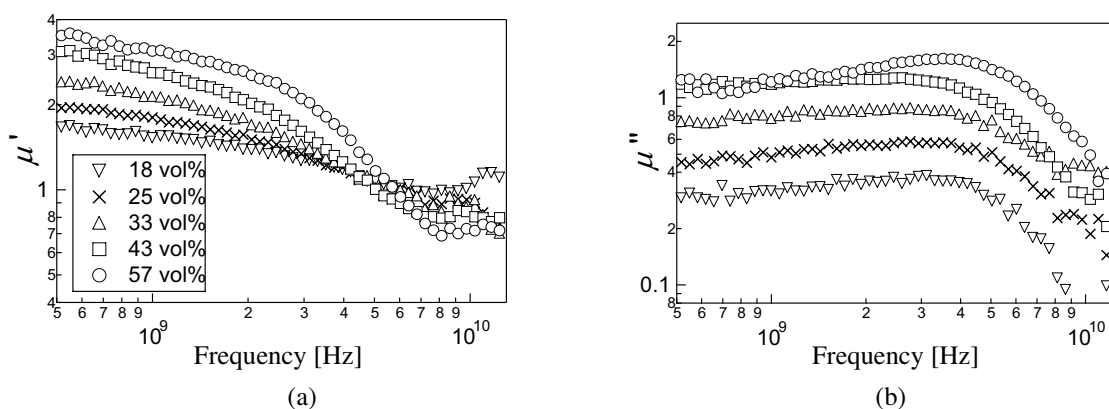 (a)
μ'
4
3
2
1
9
8
7
6
5
4
18 vol%
25 vol%
33 vol%
43 vol%
57 vol%
5 6 7 8 9 2 3 4 5 6 7 8 9
10⁹ 10¹⁰
Frequency [Hz]
(a)
(b)
μ"
2
1
8
6
4
2
0.1
8
5 6 7 8 9 2 3 4 5 6 7 8 9
10⁹ 10¹⁰
Frequency [Hz]
(b)